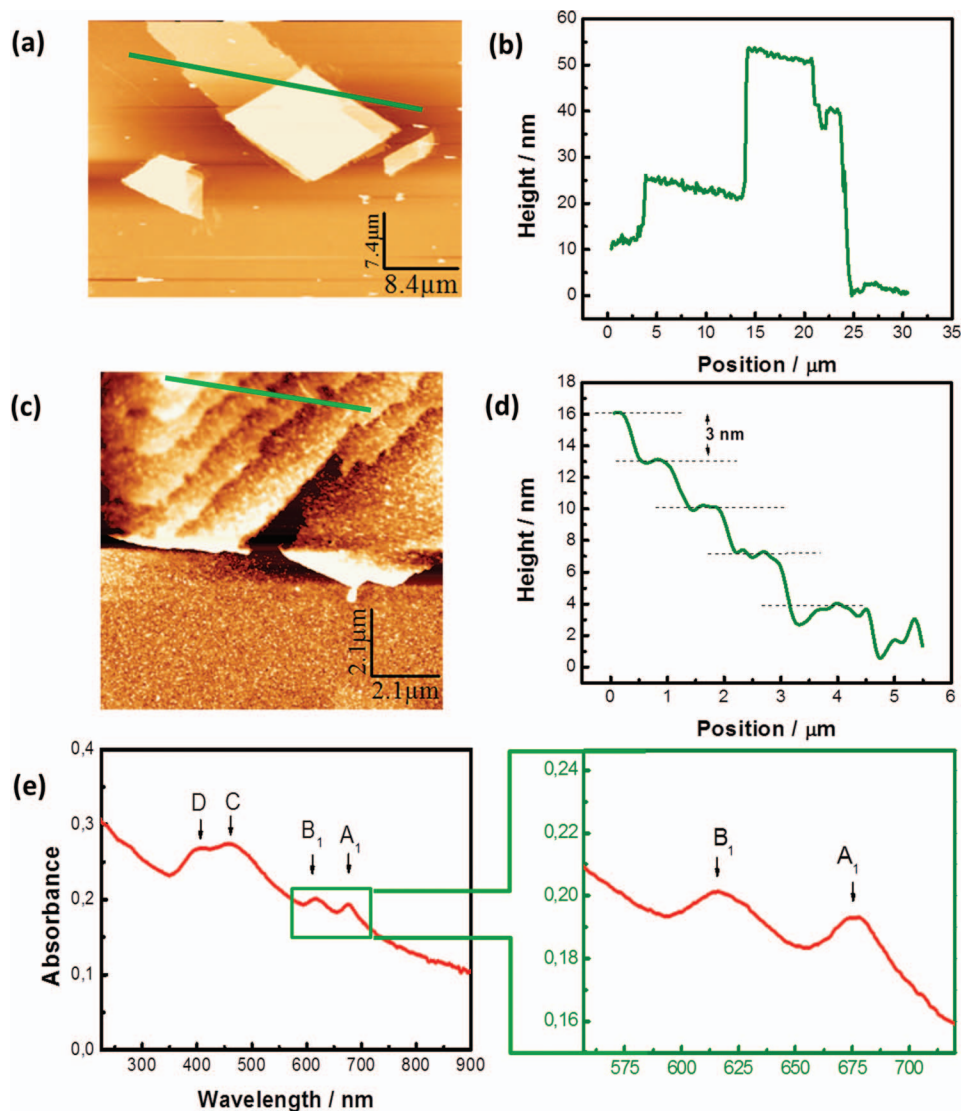 (a)
7.4μm
8.4μm
(b)
Height / nm
60
50
40
30
20
10
0
0 5 10 15 20 25 30 35
Position / μm
(c)
2.1μm
2.1μm
(d)
Height / nm
18
16
14
12
10
8
6
4
2
0
3 nm
0 1 2 3 4 5 6
Position / μm
(e)
Absorbance
0,4
0,3
0,2
0,1
0,0
D C B1 A1
300 400 500 600 700 800 900
Wavelength / nm
0,24
0,22
0,20
0,18
0,16
B1 A1
575 600 625 650 675 700